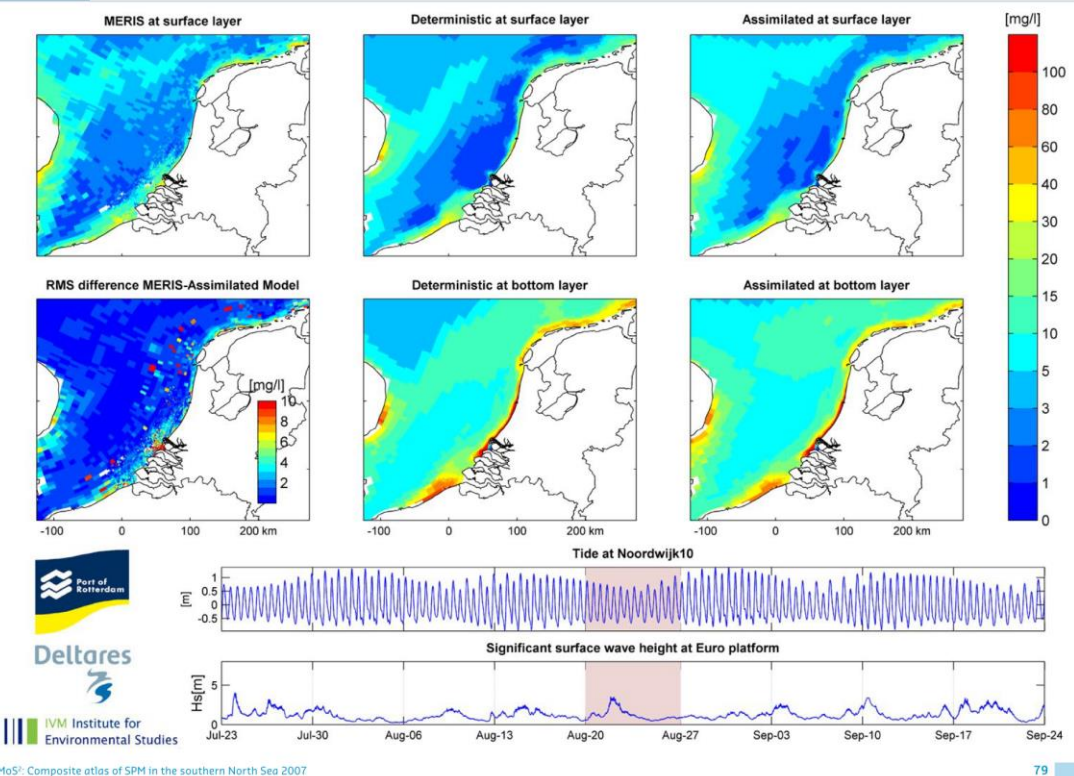 MERIS at surface layer
Deterministic at surface layer
Assimilated at surface layer
[mg/l]
100
80
60
40
30
20
15
10
5
3
2
1
0
RMS difference MERIS-Assimilated Model
Deterministic at bottom layer
Assimilated at bottom layer
[mg/l]
10
8
6
4
2
-100 0 100 200 km
-100 0 100 200 km
-100 0 100 200 km
Port of
Rotterdam
Deltares
IVM Institute for
Environmental Studies
Tide at Noordwijk10
[m]
1
0.5
0
-0.5
Significant surface wave height at Euro platform
Hs[m]
5
0
Jul-23 Jul-30 Aug-06 Aug-13 Aug-20 Aug-27 Sep-03 Sep-10 Sep-17 Sep-24
MoS²: Composite atlas of SPM in the southern North Sea 2007
79